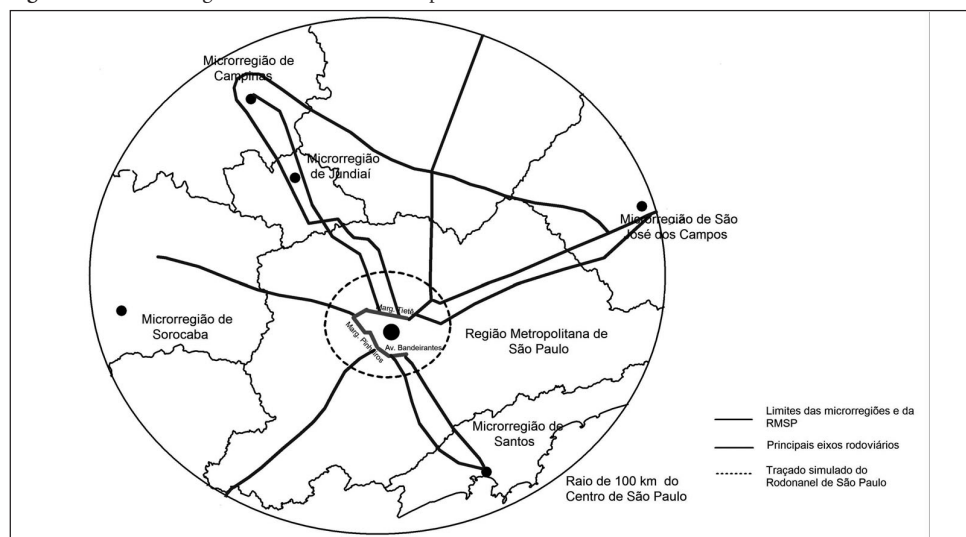 Microrregião de
Campinas
Microrregião
de Jundiaí
Microrregião de São
José dos Campos
Marg. Tietê
Marg. Pinheiros
Av. Bandeirantes
Microrregião de
Sorocaba
Região Metropolitana de
São Paulo
Microrregião de
Santos
Raio de 100 km do
Centro de São Paulo
Limites das microrregiões e da
RMSP
Principais eixos rodoviários
Traçado simulado do
Rodonanel de São Paulo